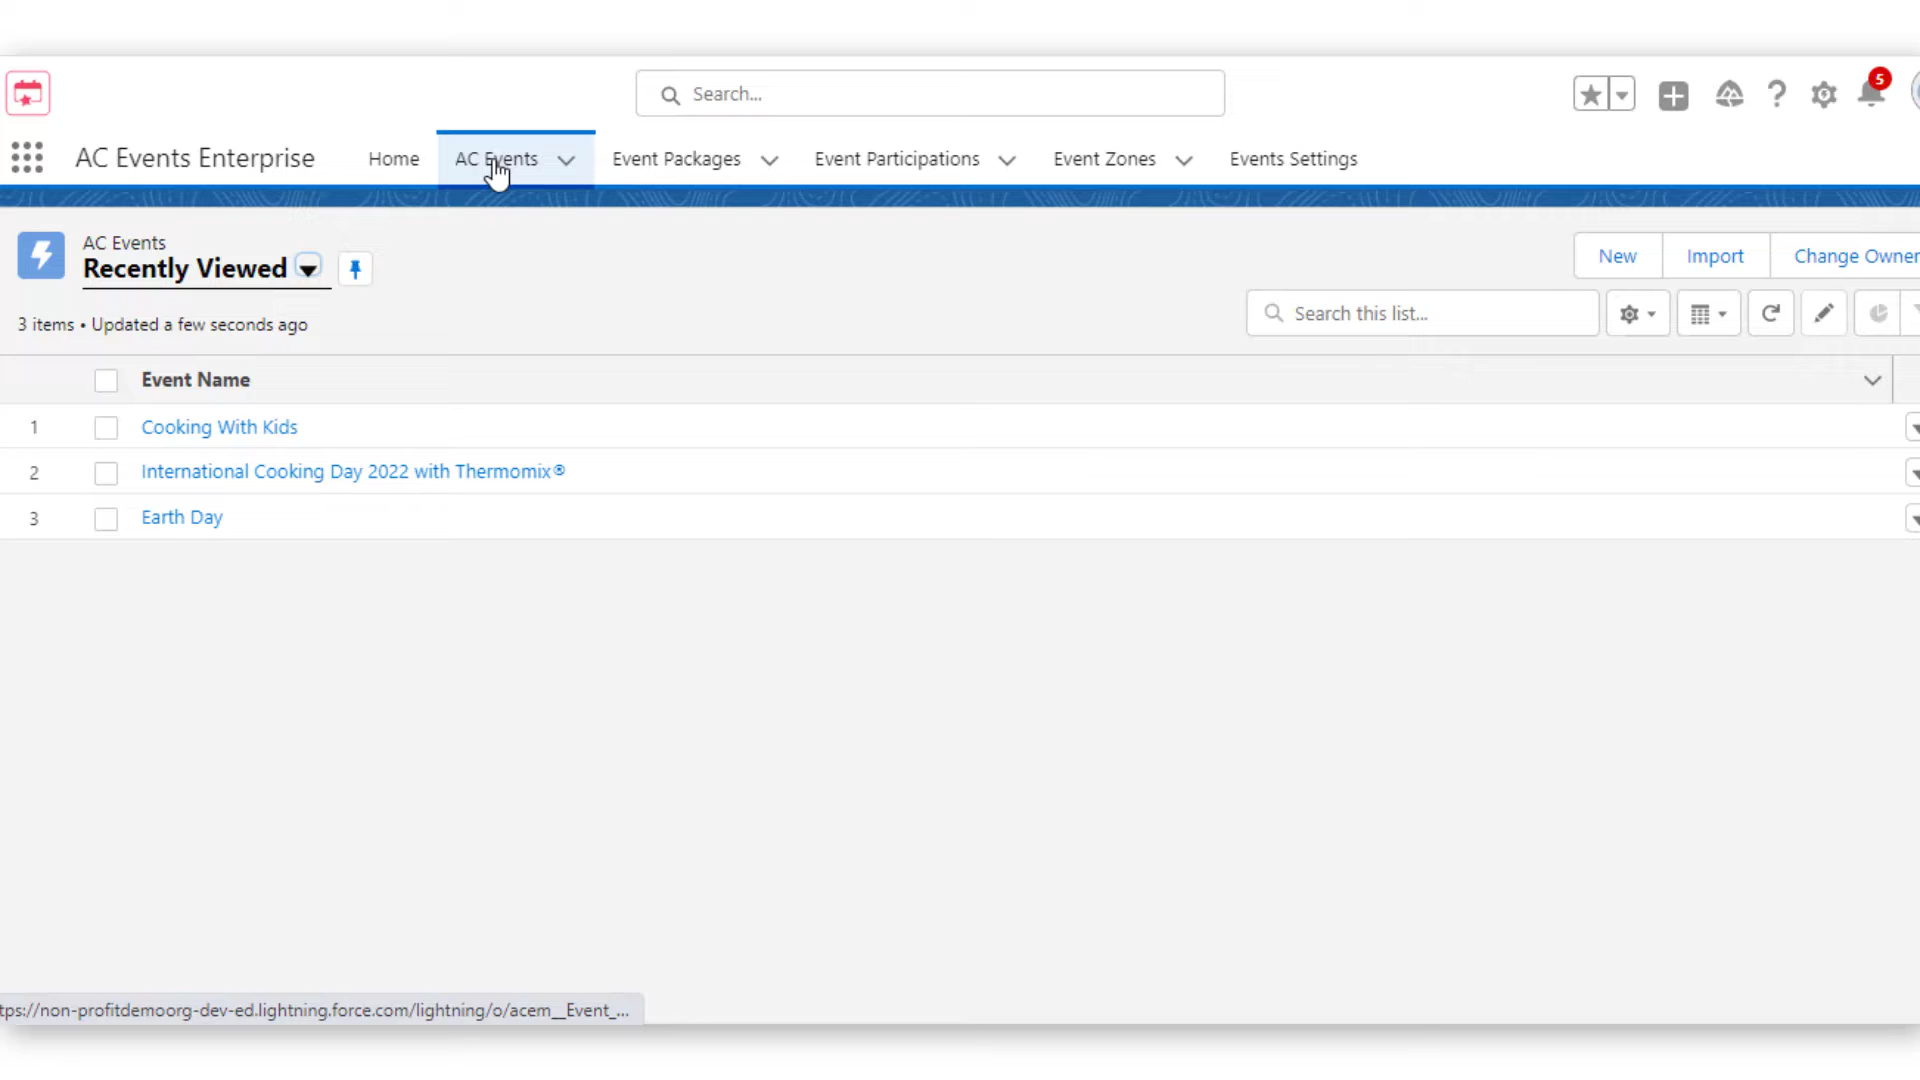 Search...
5
AC Events Enterprise Home AC Events Event Packages Event Participations Event Zones Events Settings
AC Events
Recently Viewed
New Import Change Owner
3 items • Updated a few seconds ago
Search this list...
Event Name
1 Cooking With Kids
2 International Cooking Day 2022 with Thermomix®
3 Earth Day
tps://non-profitdemoorg-dev-ed.lightning.force.com/lightning/o/acem__Event_...